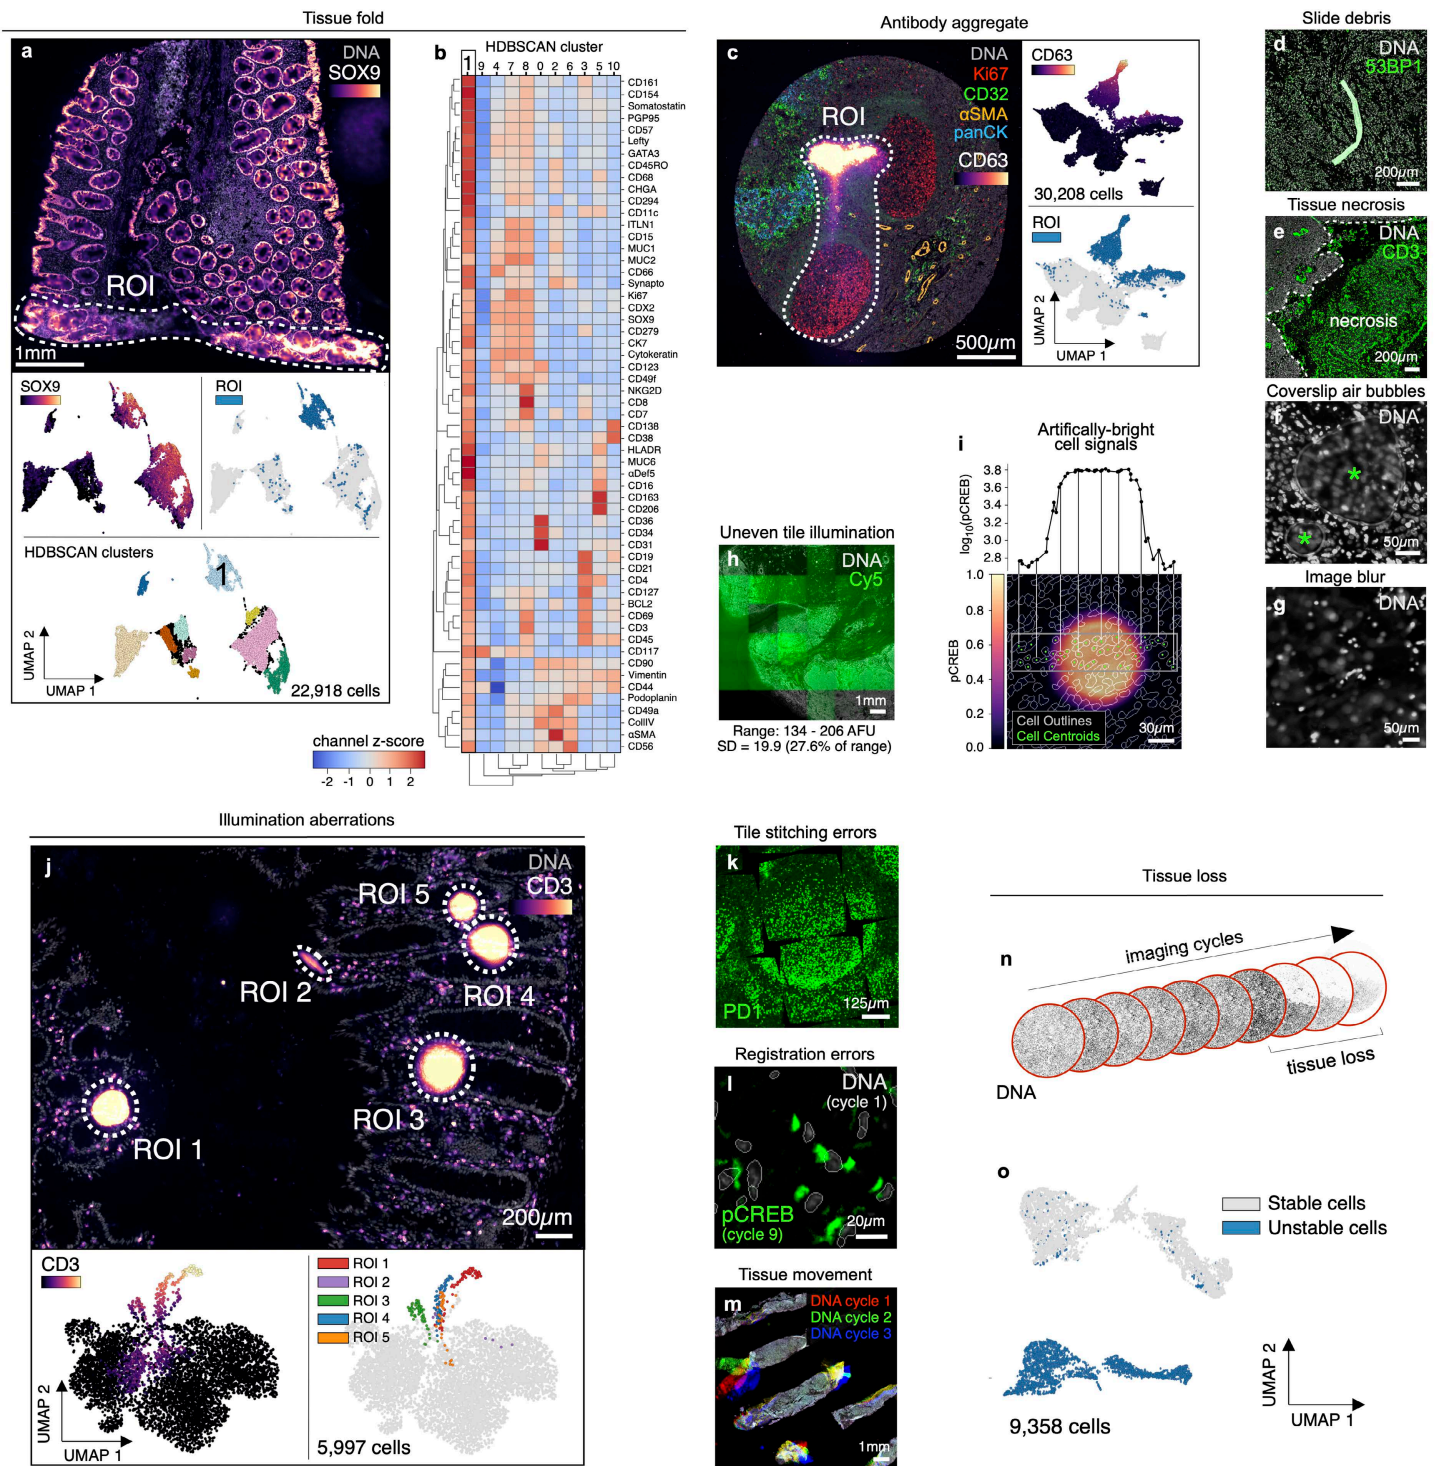 Tissue fold
a
DNA
SOX9
ROI
1mm
SOX9
ROI
HDBSCAN clusters
1
UMAP 2
UMAP 1
22,918 cells
b
HDBSCAN cluster
1 9 4 7 8 0 2 6 3 5 10
CD161
CD154
Somatostatin
PGP95
CD57
Lefty
GATA3
CD45RO
CD68
CHGA
CD294
CD11c
ITLN1
CD15
MUC1
MUC2
CD66
Synapto
Ki67
CDX2
SOX9
CD279
CK7
Cytokeratin
CD123
CD49f
NKG2D
CD8
CD7
CD138
CD38
HLADR
MUC6
αDef5
CD16
CD163
CD206
CD36
CD34
CD31
CD19
CD21
CD4
CD127
BCL2
CD69
CD3
CD45
CD117
CD90
Vimentin
CD44
Podoplanin
CD49a
CollIV
αSMA
CD56
channel z-score
-2 -1 0 1 2
Antibody aggregate
c
DNA
Ki67
CD32
αSMA
panCK
CD63
ROI
500µm
CD63
30,208 cells
ROI
UMAP 2
UMAP 1
Slide debris
d
DNA
53BP1
200µm
Tissue necrosis
e
DNA
CD3
necrosis
200µm
Coverslip air bubbles
f
DNA
*
*
50µm
Image blur
g
DNA
50µm
Uneven tile illumination
h
DNA
Cy5
1mm
Range: 134 - 206 AFU
SD = 19.9 (27.6% of range)
i
Artifically-bright
cell signals
log10(pCREB)
3.8
3.6
3.4
3.2
3.0
2.8
pCREB
1.0
0.8
0.6
0.4
0.2
0.0
Cell Outlines
Cell Centroids
30µm
Illumination aberrations
j
DNA
CD3
ROI 5
ROI 2
ROI 4
ROI 3
ROI 1
200µm
CD3
UMAP 2
UMAP 1
ROI 1
ROI 2
ROI 3
ROI 4
ROI 5
5,997 cells
Tile stitching errors
k
PD1
125µm
Registration errors
l
DNA
(cycle 1)
pCREB
(cycle 9)
20µm
Tissue movement
m
DNA cycle 1
DNA cycle 2
DNA cycle 3
1mm
Tissue loss
n
imaging cycles
tissue loss
DNA
o
Stable cells
Unstable cells
9,358 cells
UMAP 2
UMAP 1